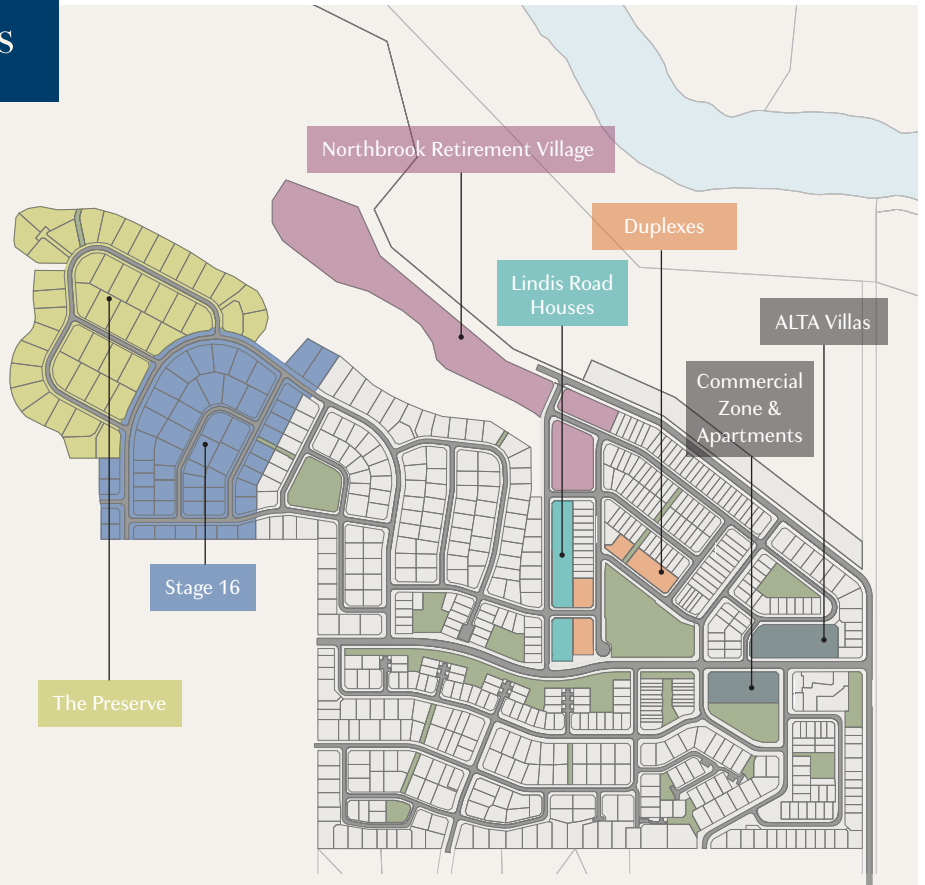 S
Northbrook Retirement Village
Duplexes
Lindis Road
Houses
ALTA Villas
Commercial
Zone &
Apartments
Stage 16
The Preserve